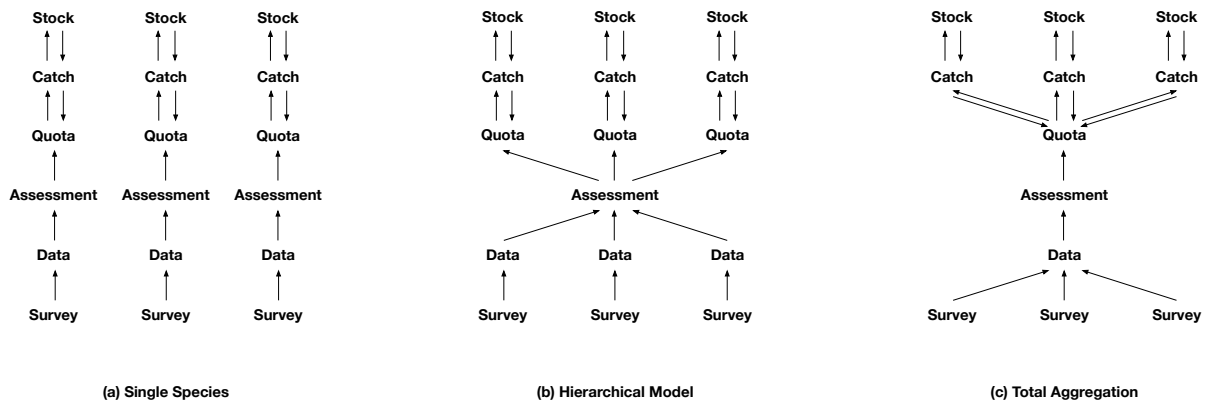 Stock Stock Stock Stock Stock Stock Stock Stock Stock
Catch Catch Catch Catch Catch Catch Catch Catch Catch
Quota Quota Quota Quota Quota Quota Quota
Assessment Assessment Assessment Assessment Assessment
Data Data Data Data Data Data Data
Survey Survey Survey Survey Survey Survey Survey Survey Survey
(a) Single Species (b) Hierarchical Model (c) Total Aggregation